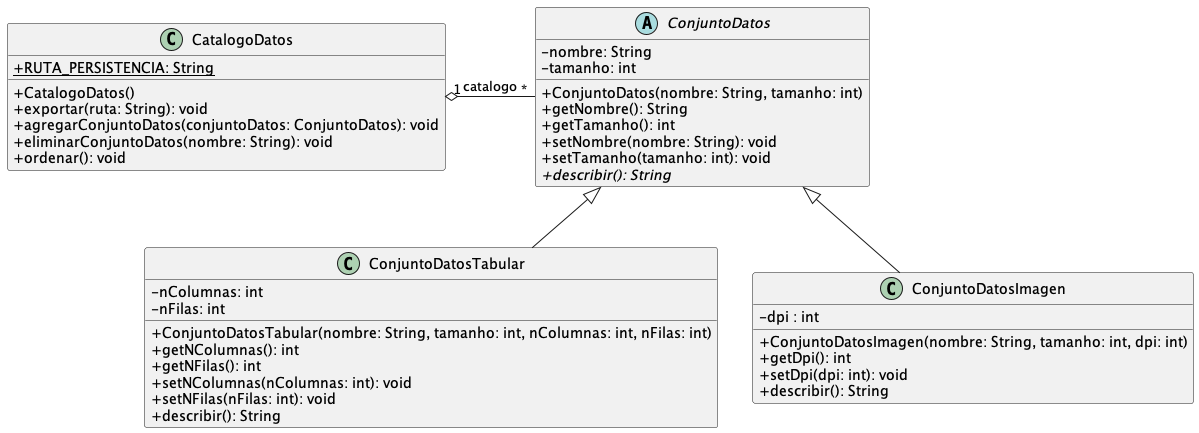 C CatalogoDatos
+RUTA_PERSISTENCIA: String
+CatalogoDatos()
+exportar(ruta: String): void
+agregarConjuntoDatos(conjuntoDatos: ConjuntoDatos): void
+eliminarConjuntoDatos(nombre: String): void
+ordenar(): void
1 catalogo *
A ConjuntoDatos
-nombre: String
-tamanho: int
+ConjuntoDatos(nombre: String, tamanho: int)
+getNombre(): String
+getTamanho(): int
+setNombre(nombre: String): void
+setTamanho(tamanho: int): void
+describir(): String
C ConjuntoDatosTabular
-nColumnas: int
-nFilas: int
+ConjuntoDatosTabular(nombre: String, tamanho: int, nColumnas: int, nFilas: int)
+getNColumnas(): int
+getNFilas(): int
+setNColumnas(nColumnas: int): void
+setNFilas(nFilas: int): void
+describir(): String
C ConjuntoDatosImagen
-dpi : int
+ConjuntoDatosImagen(nombre: String, tamanho: int, dpi: int)
+getDpi(): int
+setDpi(dpi: int): void
+describir(): String